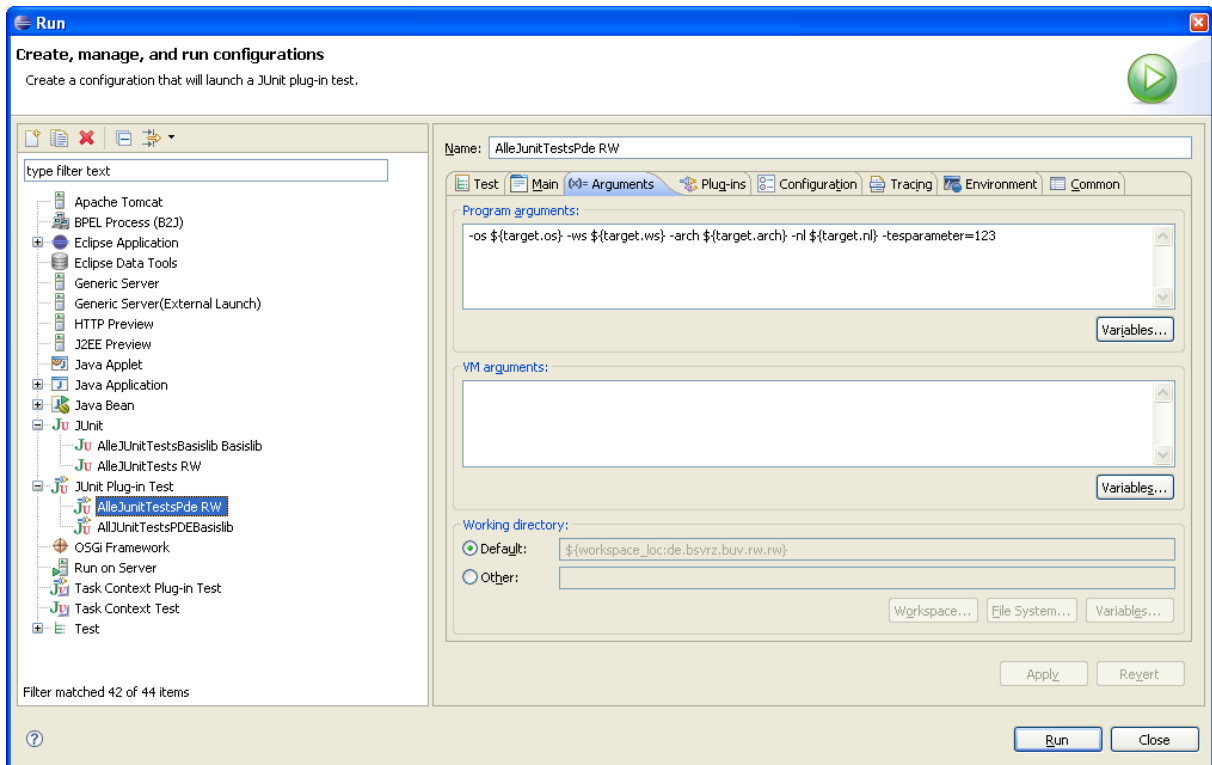 Run
Create, manage, and run configurations
Create a configuration that will launch a JUnit plug-in test.
type filter text
Apache Tomcat
BPEL Process (B2J)
Eclipse Application
Eclipse Data Tools
Generic Server
Generic Server(External Launch)
HTTP Preview
J2EE Preview
Java Applet
Java Application
Java Bean
JUnit
AlleJUnitTestsBasislib Basislib
AlleJUnitTests RW
JUnit Plug-in Test
AlleJunitTestsPde RW
AllJUnitTestsPDEBasislib
OSGi Framework
Run on Server
Task Context Plug-in Test
Task Context Test
Test
Filter matched 42 of 44 items
Name: AlleJunitTestsPde RW
Test Main (x)= Arguments Plug-ins Configuration Tracing Environment Common
Program arguments:
-os ${target.os} -ws ${target.ws} -arch ${target.arch} -nl ${target.nl} -tesparameter=123
Variables...
VM arguments:
Variables...
Working directory:
Default: ${workspace_loc:de.bsvrz.buv.rw.rw}
Other:
Workspace... File System... Variables...
Apply Revert
Run Close